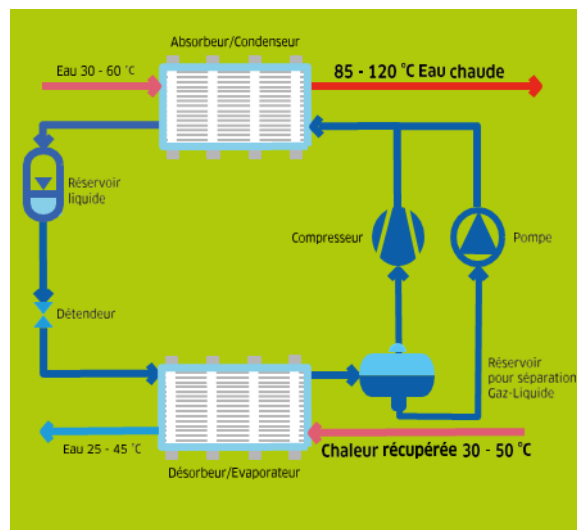 Absorbeur/Condenseur
Eau 30 - 60 °C
85 - 120 °C Eau chaude
Réservoir
liquide
Compresseur
Pompe
Détendeur
Réservoir
pour séparation
Gaz-Liquide
Eau 25 - 45 °C
Chaleur récupérée 30 - 50 °C
Désorbeur/Evaporateur